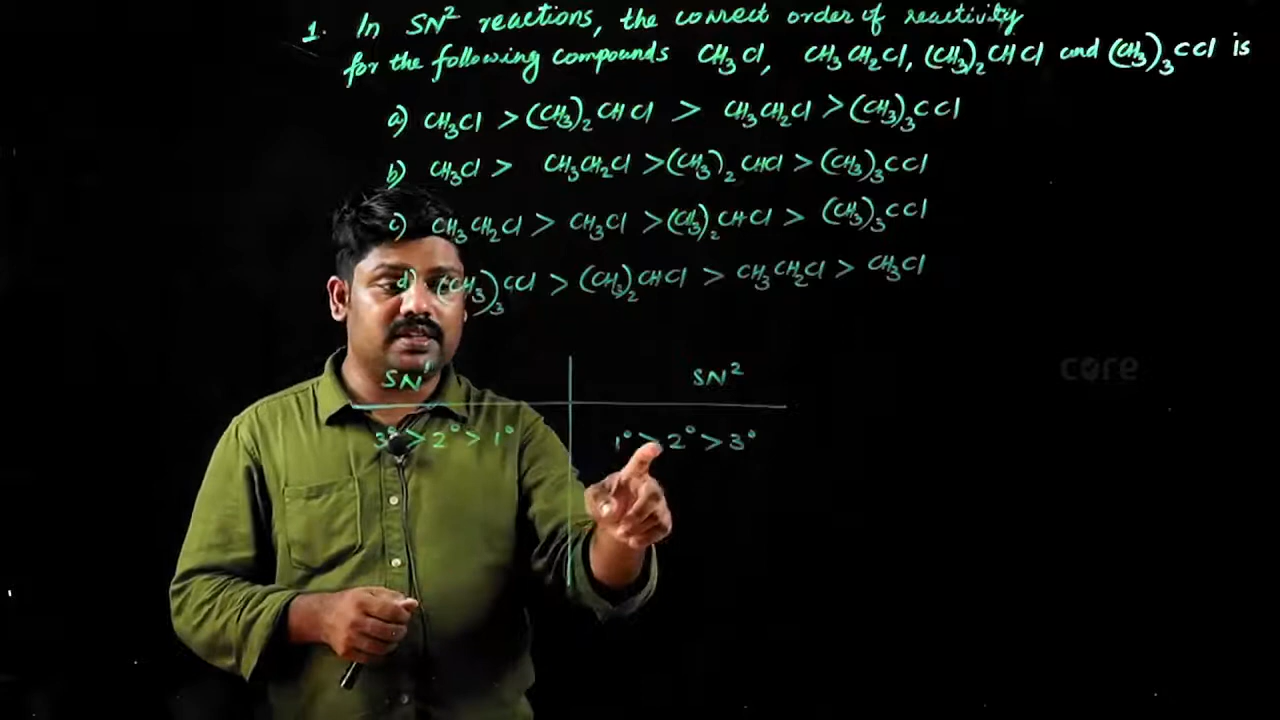 1. In SN² reactions, the correct order of reactivity
for the following compounds CH₃Cl, CH₃CH₂Cl, (CH₃)₂CHCl and (CH₃)₃CCl is
a) CH₃Cl > (CH₃)₂CHCl > CH₃CH₂Cl > (CH₃)₃CCl
b) CH₃Cl > CH₃CH₂Cl > (CH₃)₂CHCl > (CH₃)₃CCl
c) CH₃CH₂Cl > CH₃Cl > (CH₃)₂CHCl > (CH₃)₃CCl
d) (CH₃)₃CCl > (CH₃)₂CHCl > CH₃CH₂Cl > CH₃Cl
core
SN¹ SN²
3° > 2° > 1° 1° > 2° > 3°